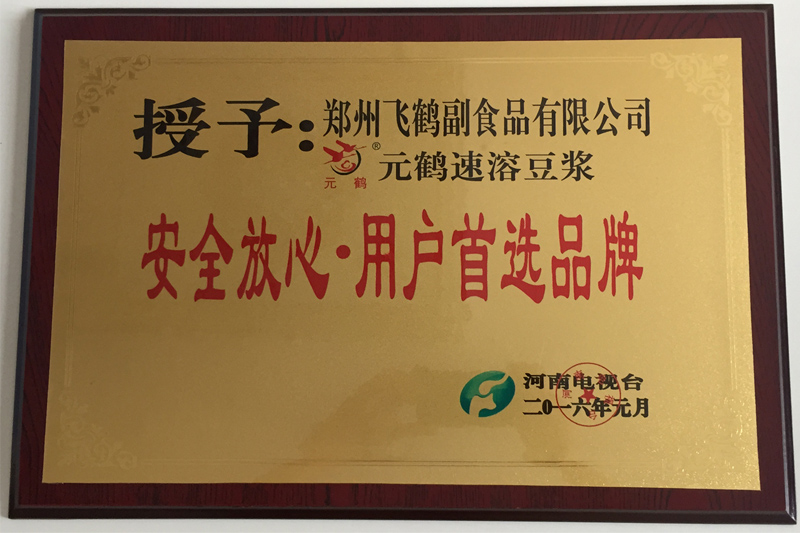 授予:郑州飞鹤副食品有限公司
元鹤®
元鹤速溶豆浆
安全放心·用户首选品牌
河南电视台
二0一六年元月